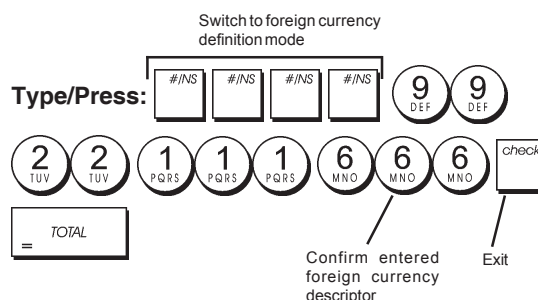 Switch to foreign currency
definition mode
Type/Press: #/NS #/NS #/NS #/NS 9 DEF 9 DEF
2 TUV 2 TUV 1 PQRS 1 PQRS 1 PQRS 6 MNO 6 MNO 6 MNO check
= TOTAL
Confirm entered
foreign currency
descriptor
Exit